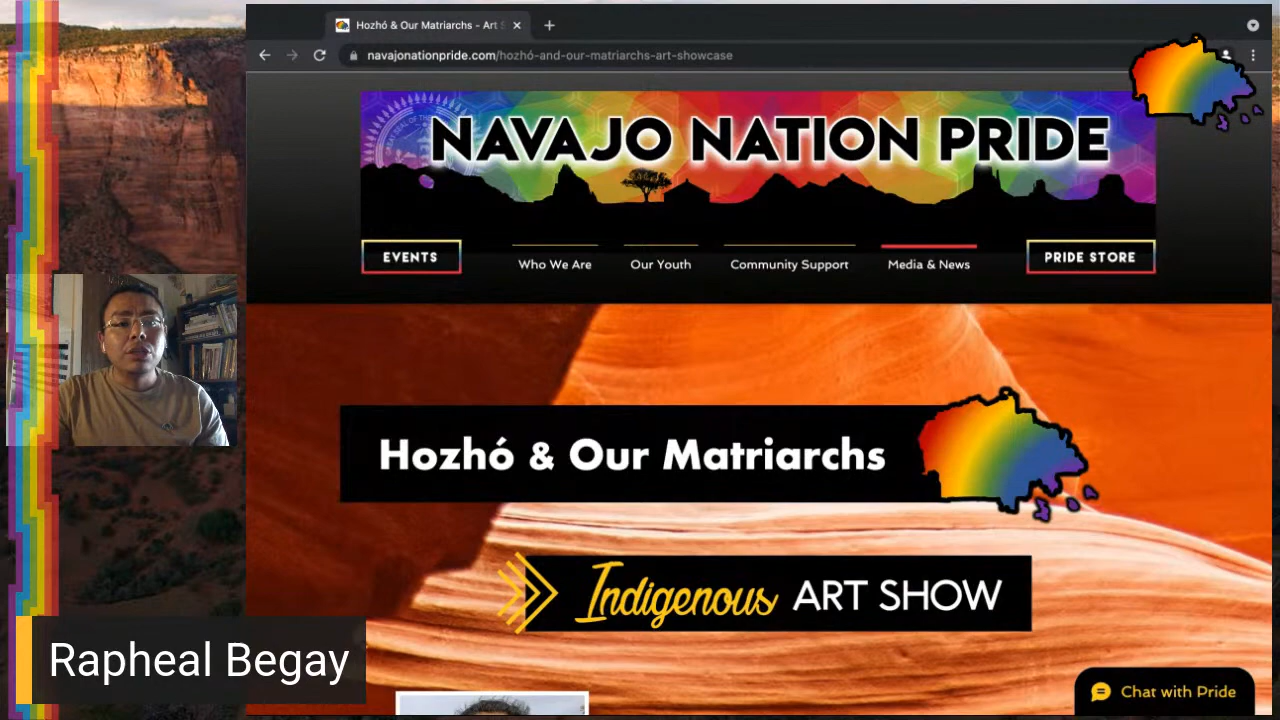 Hozhó & Our Matriarchs - Art S
navajonationpride.com/hozhó-and-our-matriarchs-art-showcase
NAVAJO NATION PRIDE
EVENTS
Who We Are
Our Youth
Community Support
Media & News
PRIDE STORE
Hozhó & Our Matriarchs
Indigenous ART SHOW
Rapheal Begay
Chat with Pride